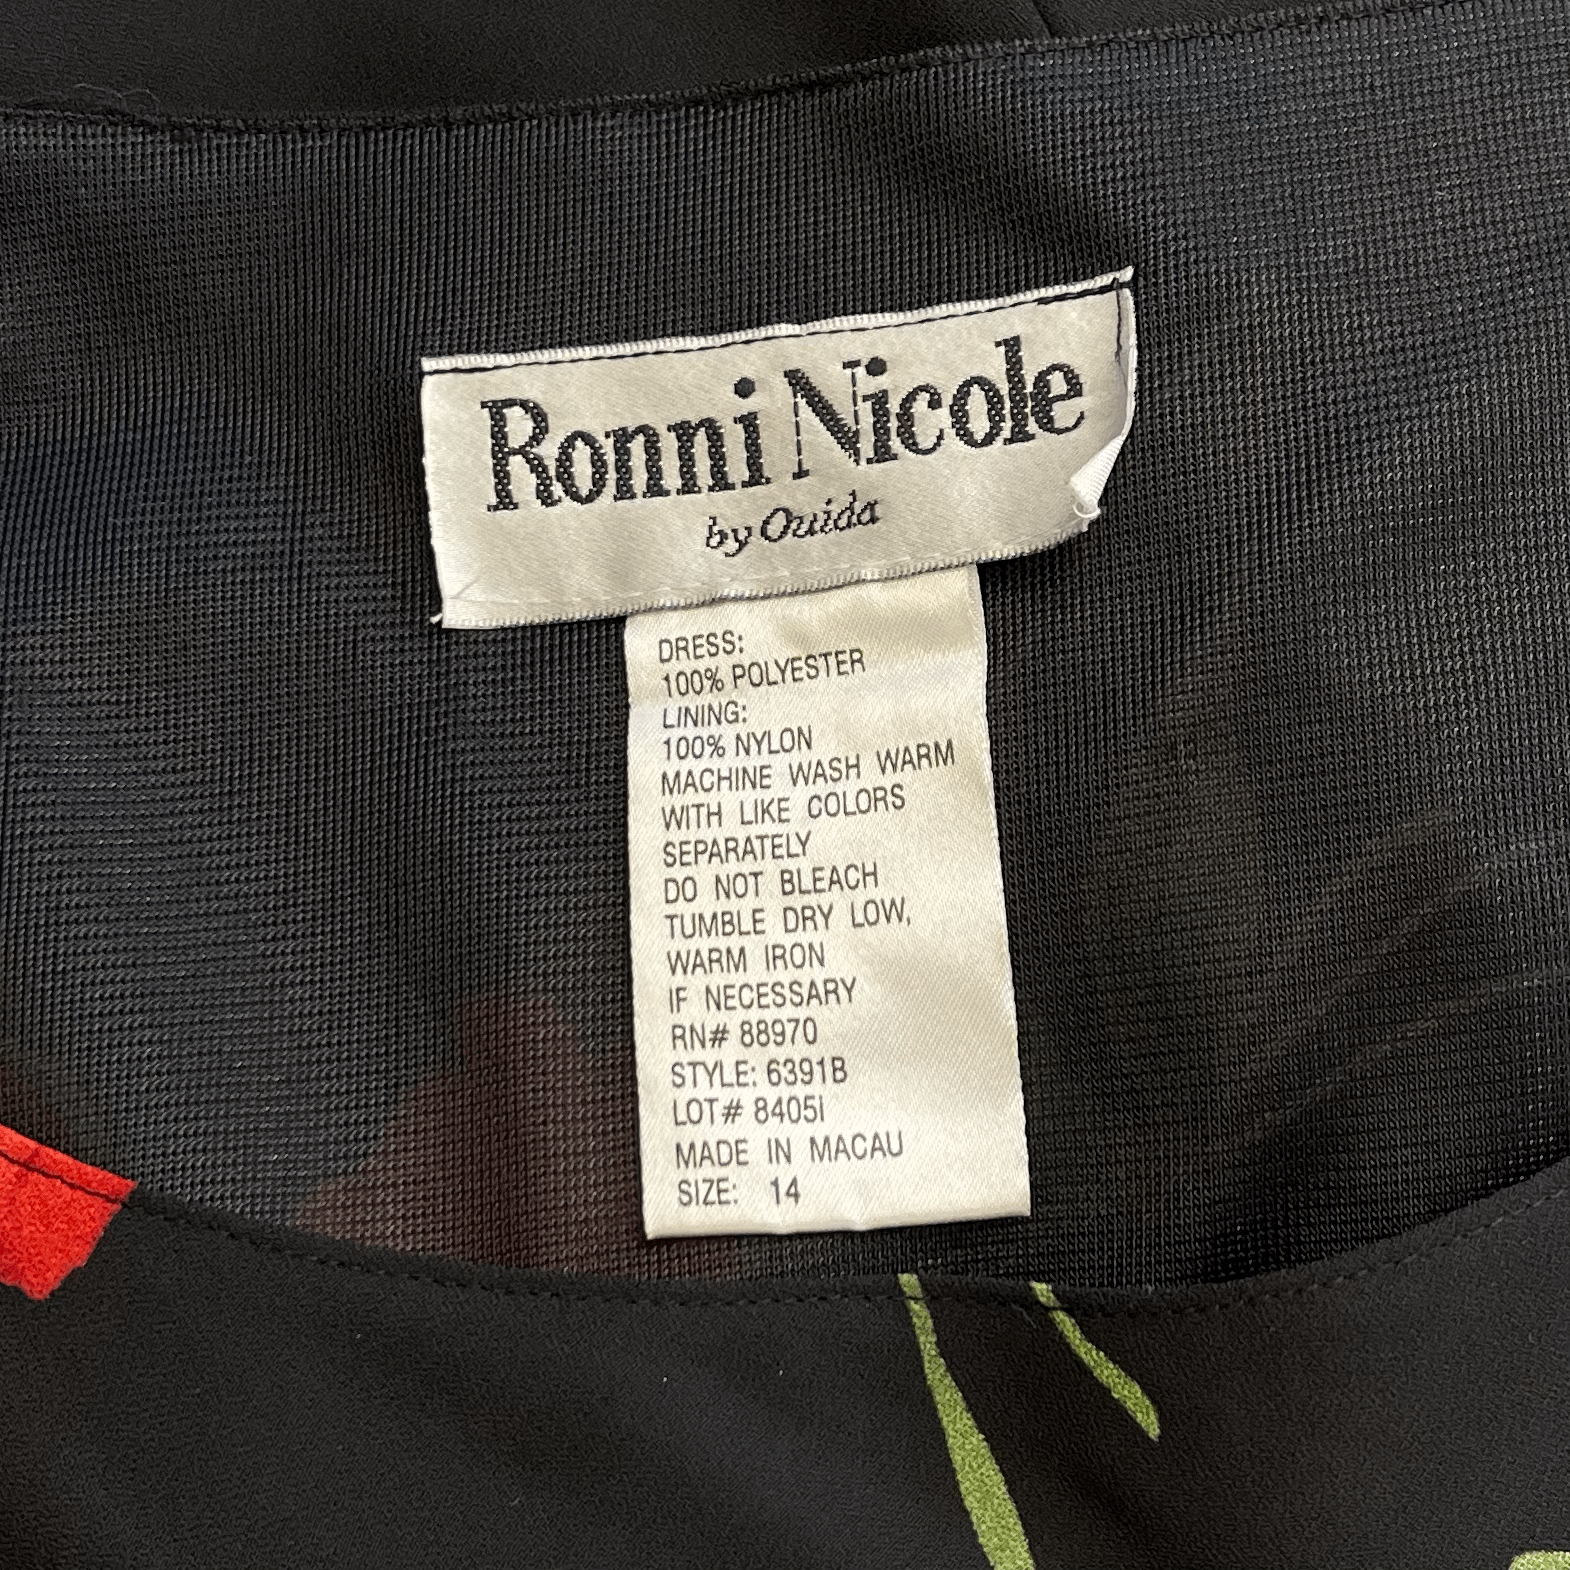 Ronni Nicole
by Ouida
DRESS:
100% POLYESTER
LINING:
100% NYLON
MACHINE WASH WARM
WITH LIKE COLORS
SEPARATELY
DO NOT BLEACH
TUMBLE DRY LOW,
WARM IRON
IF NECESSARY
RN# 88970
STYLE: 6391B
LOT# 8405I
MADE IN MACAU
SIZE: 14